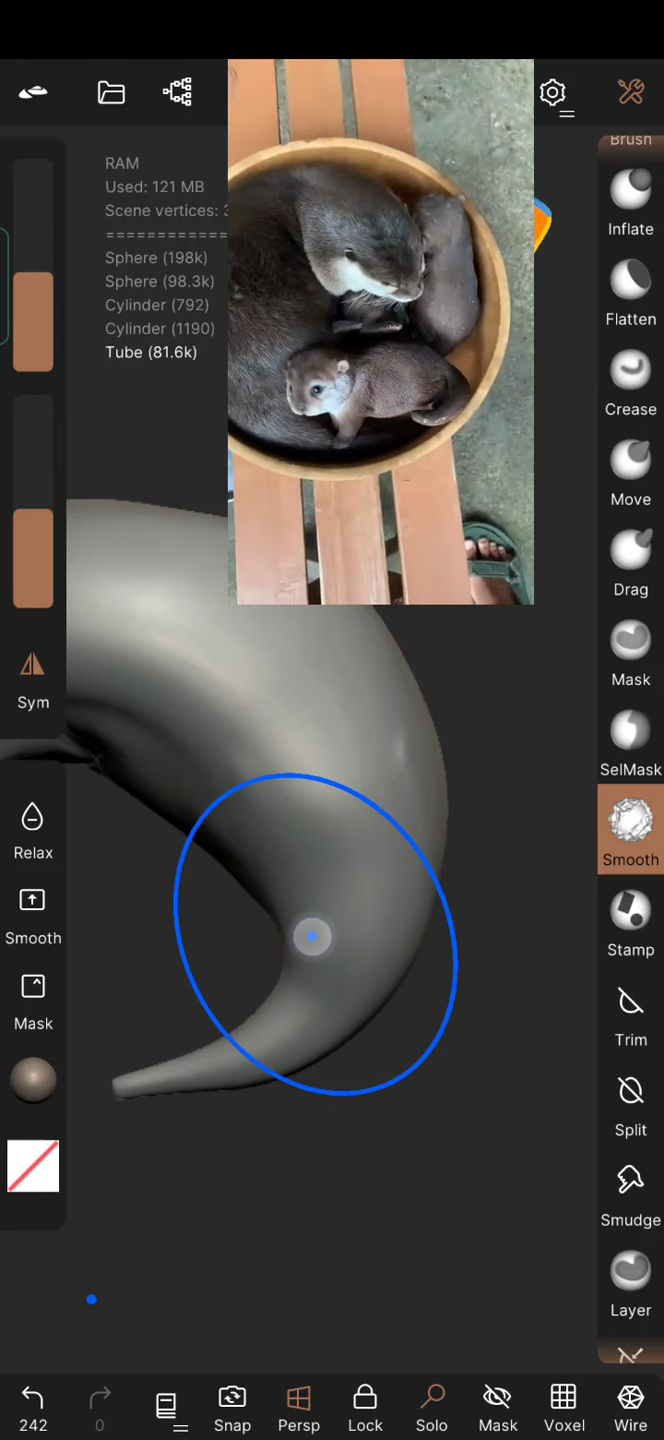 RAM
Used: 121 MB
Scene vertices:
============
Sphere (198k)
Sphere (98.3k)
Cylinder (792)
Cylinder (1190)
Tube (81.6k)
Sym
Relax
Smooth
Mask
Brush
Inflate
Flatten
Crease
Move
Drag
Mask
SelMask
Smooth
Stamp
Trim
Split
Smudge
Layer
242
0
Snap
Persp
Lock
Solo
Mask
Voxel
Wire